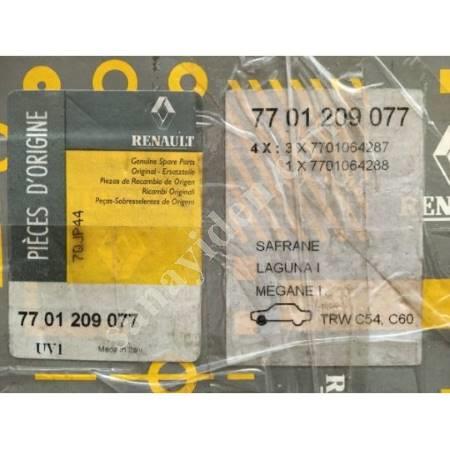 PIÈCES D'ORIGINE
RENAULT
Genuine Spare Parts
Original - Ersatzteile
Piezas de Recambio de Origen
Ricambi Originali
Peças-Sobresselentes de Origem
79JP44
77 01 209 077
UV1
Made in Italy
77 01 209 077
4 X : 3 X 7701064287
1 X 7701064288
SAFRANE
LAGUNA I
MEGANE I
TRW C54, C60
RENAU